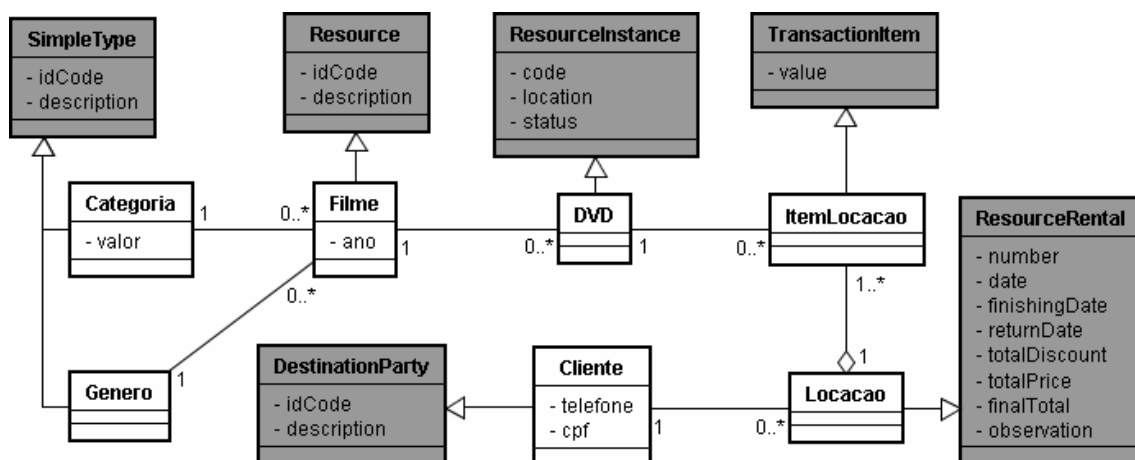 SimpleType
- idCode
- description
Resource
- idCode
- description
ResourceInstance
- code
- location
- status
TransactionItem
- value
Categoria
- valor
1
0..*
Filme
- ano
1
0..*
DVD
1
0..*
ItemLocacao
ResourceRental
- number
- date
- finishingDate
- returnDate
- totalDiscount
- totalPrice
- finalTotal
- observation
0..*
1..*
Genero
1
DestinationParty
- idCode
- description
Cliente
- telefone
- cpf
1
0..*
1
Locacao